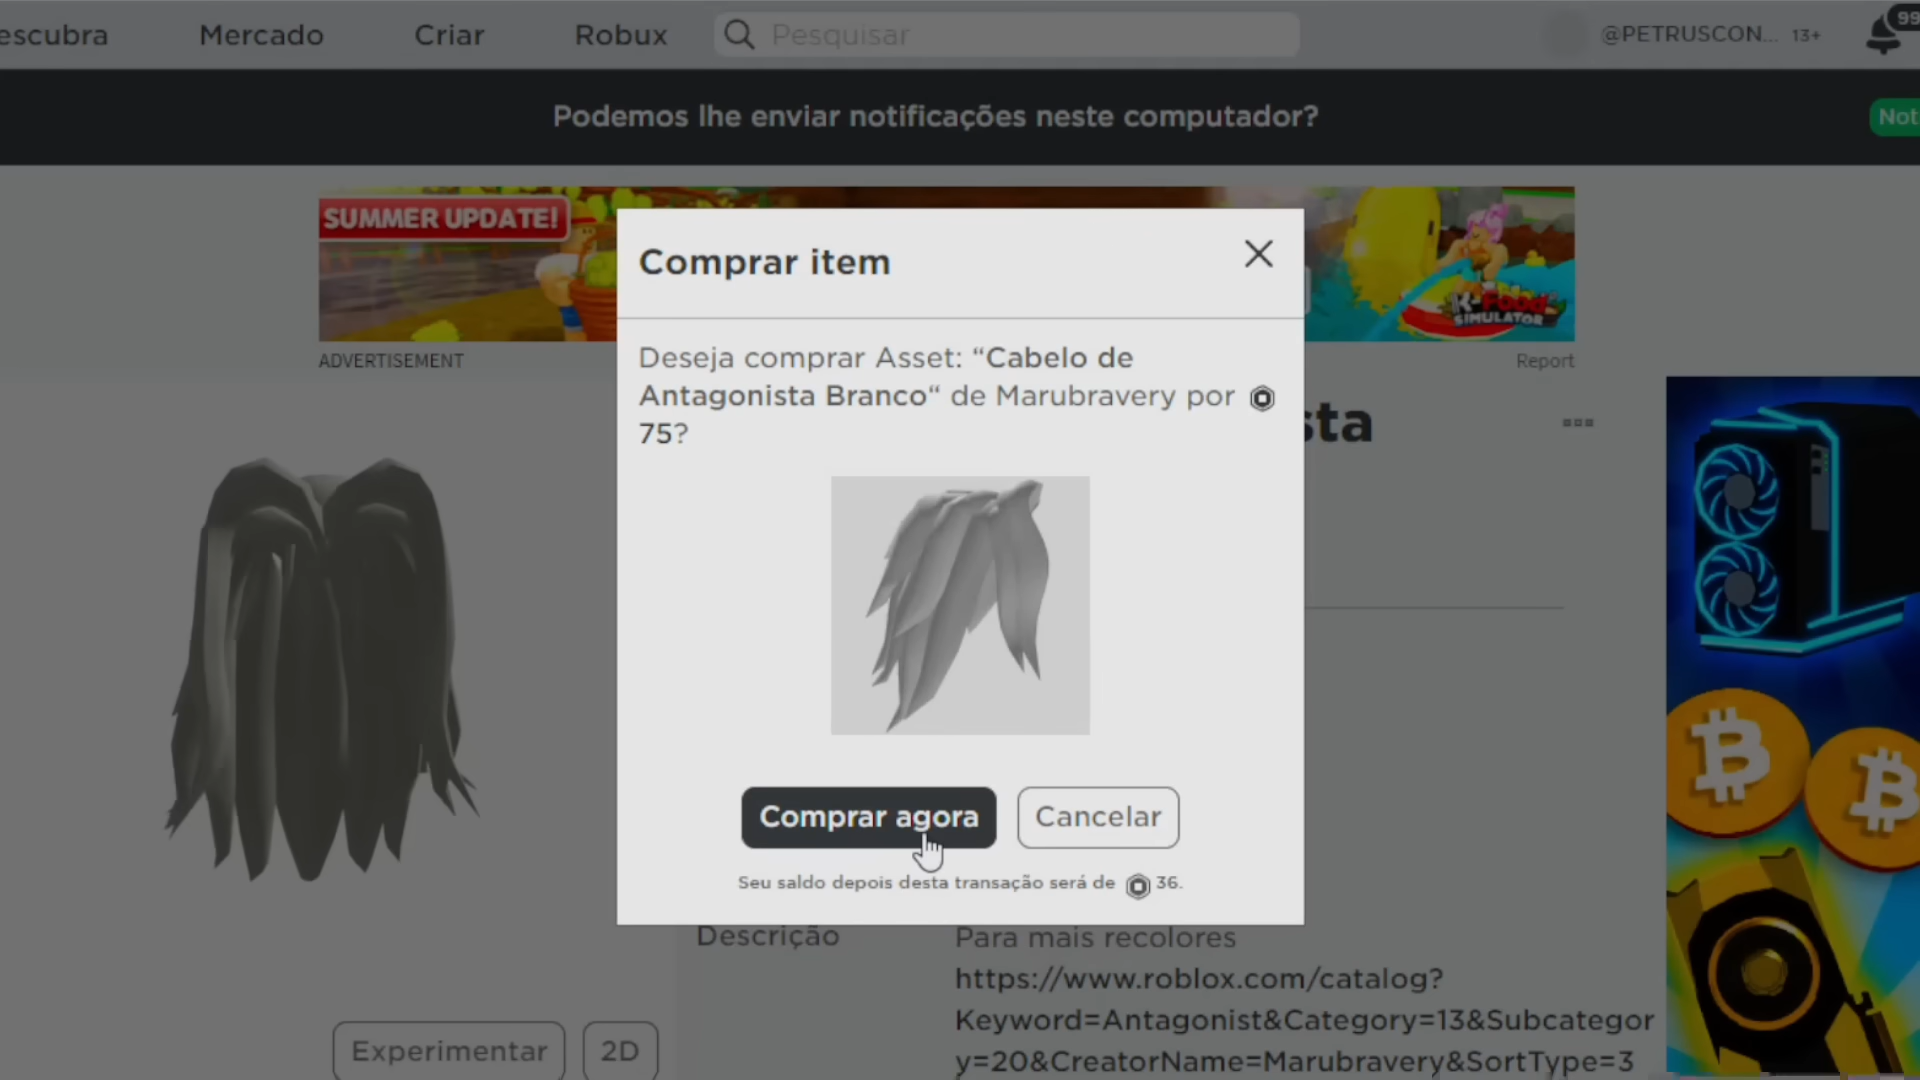 escubra Mercado Criar Robux Pesquisar @PETRUSCON... 13+ 99
Podemos lhe enviar notificações neste computador? Not
SUMMER UPDATE!
K-Food
SIMULATOR
ADVERTISEMENT Report
Comprar item
Deseja comprar Asset: “Cabelo de
Antagonista Branco“ de Marubravery por
75?
sta
Comprar agora Cancelar
Seu saldo depois desta transação será de 36.
Descrição Para mais recolores
https://www.roblox.com/catalog?
Keyword=Antagonist&Category=13&Subcategor
y=20&CreatorName=Marubravery&SortType=3
Experimentar 2D